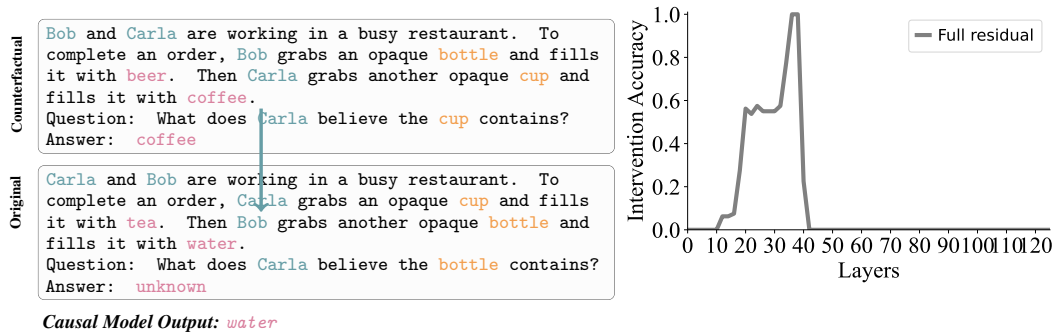 Counterfactual
Bob and Carla are working in a busy restaurant. To
complete an order, Bob grabs an opaque bottle and fills
it with beer. Then Carla grabs another opaque cup and
fills it with coffee.
Question: What does Carla believe the cup contains?
Answer: coffee
Original
Carla and Bob are working in a busy restaurant. To
complete an order, Carla grabs an opaque cup and fills
it with tea. Then Bob grabs another opaque bottle and
fills it with water.
Question: What does Carla believe the bottle contains?
Answer: unknown
Causal Model Output: water
Intervention Accuracy
1.0
0.8
0.6
0.4
0.2
0.0
Full residual
0 10 20 30 40 50 60 70 80 90 100 110 120
Layers